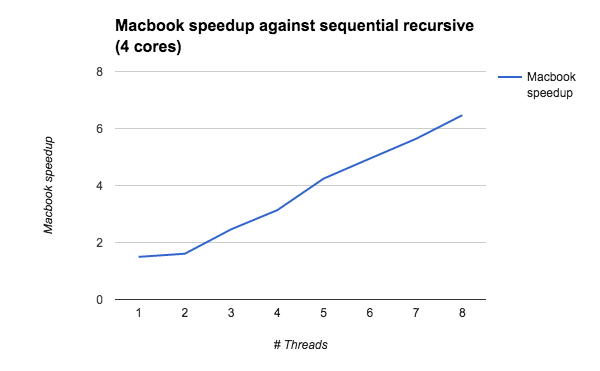 Macbook speedup against sequential recursive
(4 cores)
Macbook
speedup
Macbook speedup
8
6
4
2
0
1 2 3 4 5 6 7 8
# Threads